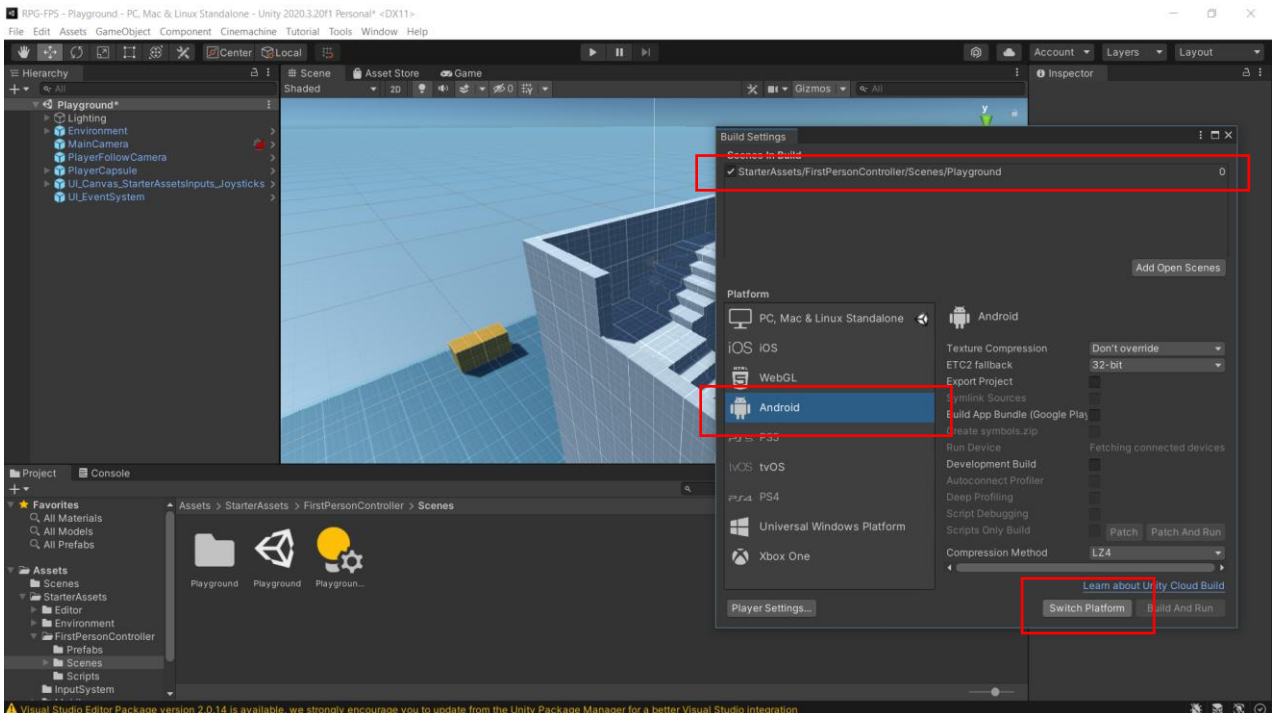 RPG-FPS - Playground - PC, Mac & Linux Standalone - Unity 2020.3.20f1 Personal* <DX11>
File Edit Assets GameObject Component Cinemachine Tutorial Tools Window Help
Center Local
Account Layers Layout
Hierarchy
All
Playground*
Lighting
Environment
MainCamera
PlayerFollowCamera
PlayerCapsule
UI_Canvas_StarterAssetsInputs_Joysticks
UI_EventSystem
Scene Asset Store Game
Shaded 2D 0 Gizmos All
y
Inspector
Build Settings
Scenes In Build
StarterAssets/FirstPersonController/Scenes/Playground 0
Add Open Scenes
Platform
PC, Mac & Linux Standalone
iOS iOS
HTML 5 WebGL
Android
PS5 PS5
tvOS tvOS
PS4 PS4
Universal Windows Platform
Xbox One
Android
Texture Compression Don't override
ETC2 fallback 32-bit
Export Project
Symlink Sources
Build App Bundle (Google Play
Create symbols.zip
Run Device Fetching connected devices
Development Build
Autoconnect Profiler
Deep Profiling
Script Debugging
Scripts Only Build Patch Patch And Run
Compression Method LZ4
Learn about Unity Cloud Build
Player Settings... Switch Platform Build And Run
Project Console
Favorites
All Materials
All Models
All Prefabs
Assets
Scenes
StarterAssets
Editor
Environment
FirstPersonController
Prefabs
Scenes
Scripts
InputSystem
Assets > StarterAssets > FirstPersonController > Scenes
Playground Playground Playgroun...
Visual Studio Editor Package version 2.0.14 is available, we strongly encourage you to update from the Unity Package Manager for a better Visual Studio integration